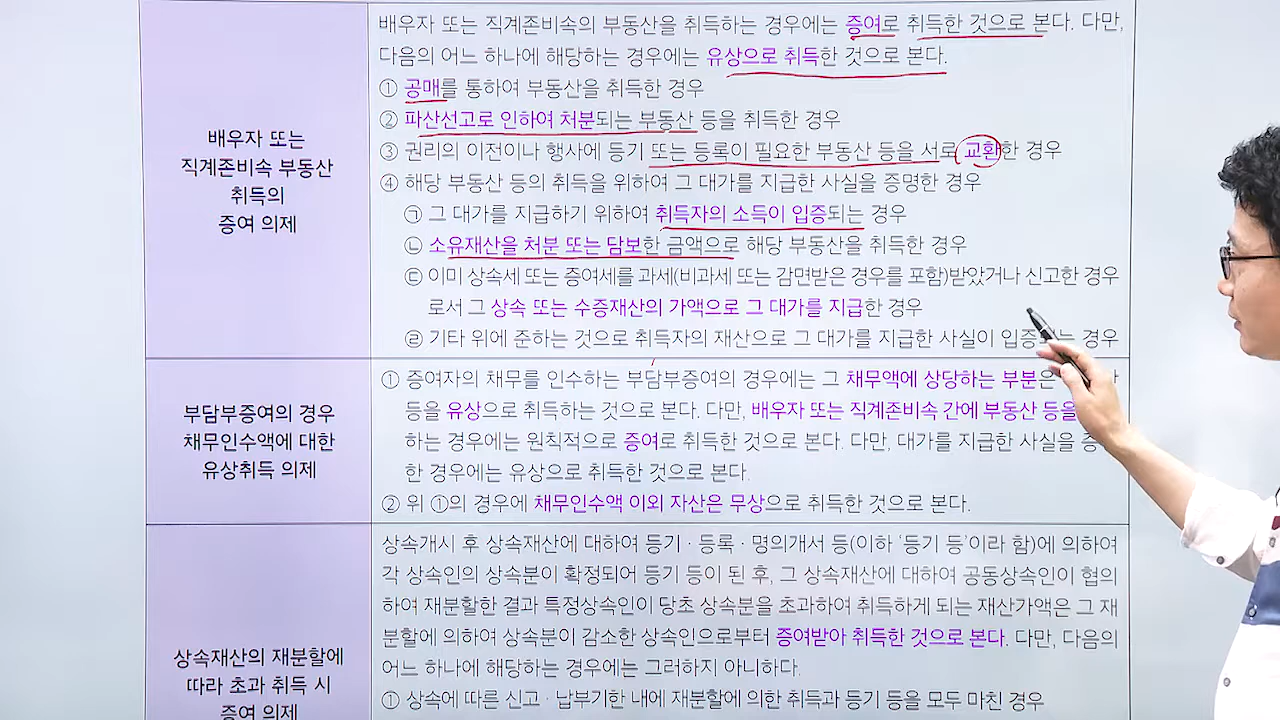 배우자 또는
직계존비속 부동산
취득의
증여 의제
배우자 또는 직계존비속의 부동산을 취득하는 경우에는 증여로 취득한 것으로 본다. 다만,
다음의 어느 하나에 해당하는 경우에는 유상으로 취득한 것으로 본다.
① 공매를 통하여 부동산을 취득한 경우
② 파산선고로 인하여 처분되는 부동산 등을 취득한 경우
③ 권리의 이전이나 행사에 등기 또는 등록이 필요한 부동산 등을 서로 교환한 경우
④ 해당 부동산 등의 취득을 위하여 그 대가를 지급한 사실을 증명한 경우
㉠ 그 대가를 지급하기 위하여 취득자의 소득이 입증되는 경우
㉡ 소유재산을 처분 또는 담보한 금액으로 해당 부동산을 취득한 경우
㉢ 이미 상속세 또는 증여세를 과세(비과세 또는 감면받은 경우를 포함)받았거나 신고한 경우
로서 그 상속 또는 수증재산의 가액으로 그 대가를 지급한 경우
㉣ 기타 위에 준하는 것으로 취득자의 재산으로 그 대가를 지급한 사실이 입증되는 경우
부담부증여의 경우
채무인수액에 대한
유상취득 의제
① 증여자의 채무를 인수하는 부담부증여의 경우에는 그 채무액에 상당하는 부분은
등을 유상으로 취득하는 것으로 본다. 다만, 배우자 또는 직계존비속 간에 부동산 등을
하는 경우에는 원칙적으로 증여로 취득한 것으로 본다. 다만, 대가를 지급한 사실을
한 경우에는 유상으로 취득한 것으로 본다.
② 위 ①의 경우에 채무인수액 이외 자산은 무상으로 취득한 것으로 본다.
상속재산의 재분할에
따라 초과 취득 시
증여 의제
상속개시 후 상속재산에 대하여 등기 · 등록 · 명의개서 등(이하 ‘등기 등’이라 함)에 의하여
각 상속인의 상속분이 확정되어 등기 등이 된 후, 그 상속재산에 대하여 공동상속인이 협의
하여 재분할한 결과 특정상속인이 당초 상속분을 초과하여 취득하게 되는 재산가액은 그 재
분할에 의하여 상속분이 감소한 상속인으로부터 증여받아 취득한 것으로 본다. 다만, 다음의
어느 하나에 해당하는 경우에는 그러하지 아니하다.
① 상속에 따른 신고 · 납부기한 내에 재분할에 의한 취득과 등기 등을 모두 마친 경우